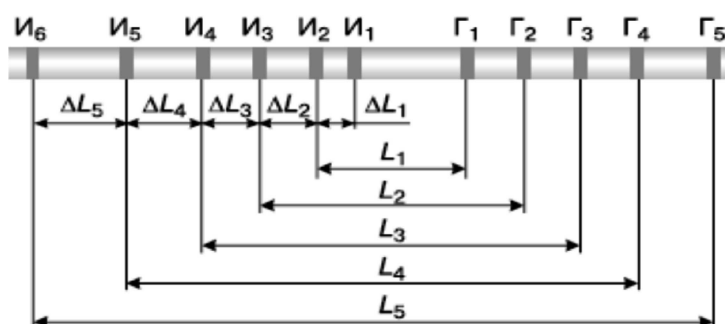 И₆ И₅ И₄ И₃ И₂ И₁ Г₁ Г₂ Г₃ Г₄ Г₅
ΔL₅ ΔL₄ ΔL₃ ΔL₂ ΔL₁
L₁
L₂
L₃
L₄
L₅